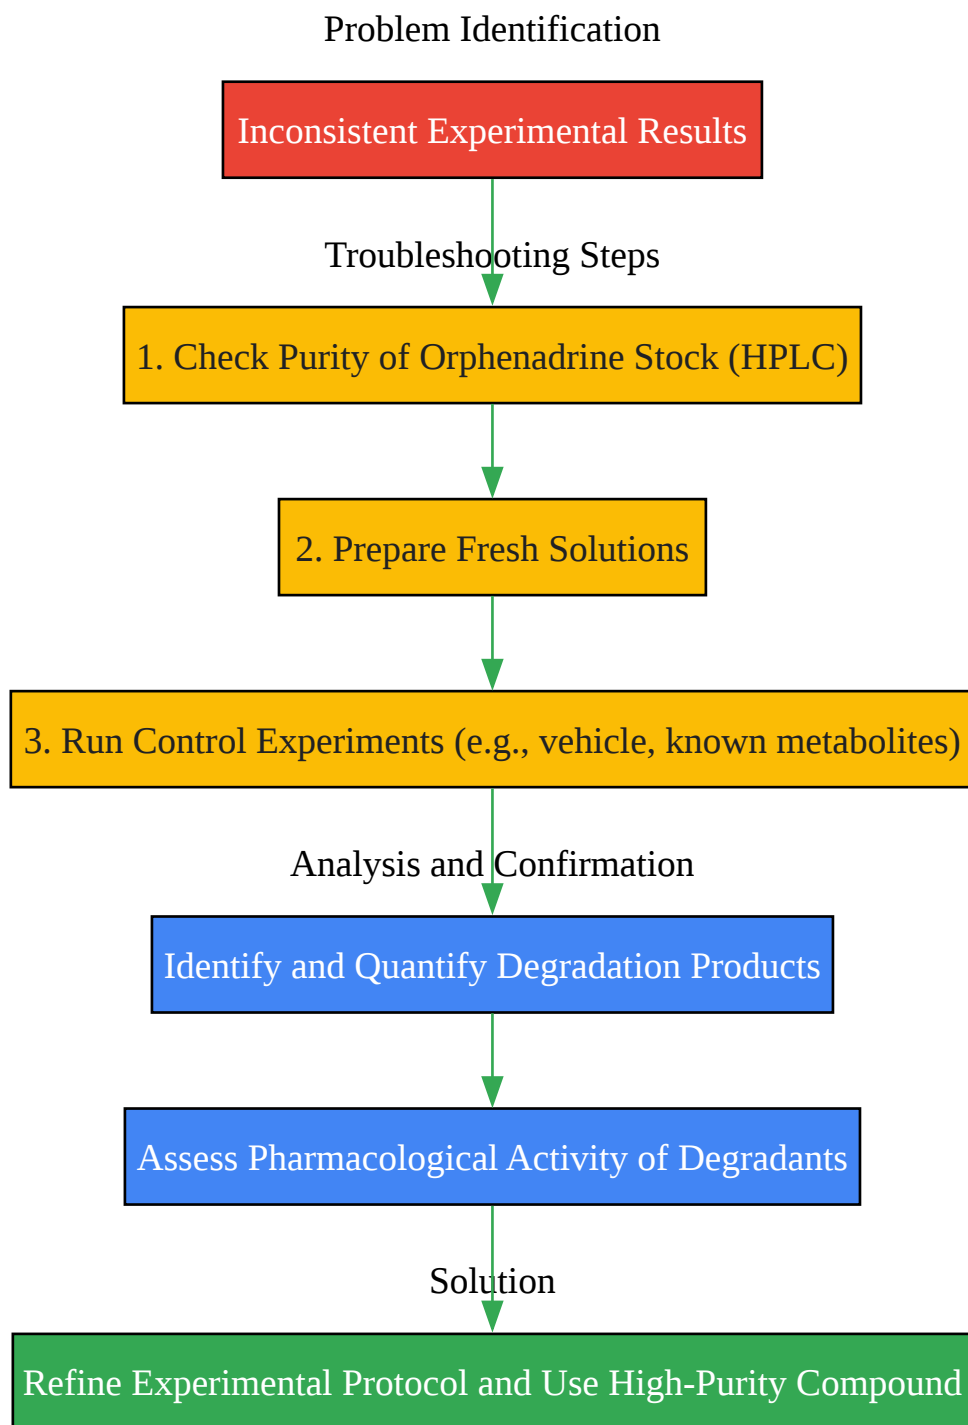 Problem Identification
Inconsistent Experimental Results
Troubleshooting Steps
1. Check Purity of Orphenadrine Stock (HPLC)
2. Prepare Fresh Solutions
3. Run Control Experiments (e.g., vehicle, known metabolites)
Analysis and Confirmation
Identify and Quantify Degradation Products
Assess Pharmacological Activity of Degradants
Solution
Refine Experimental Protocol and Use High-Purity Compound